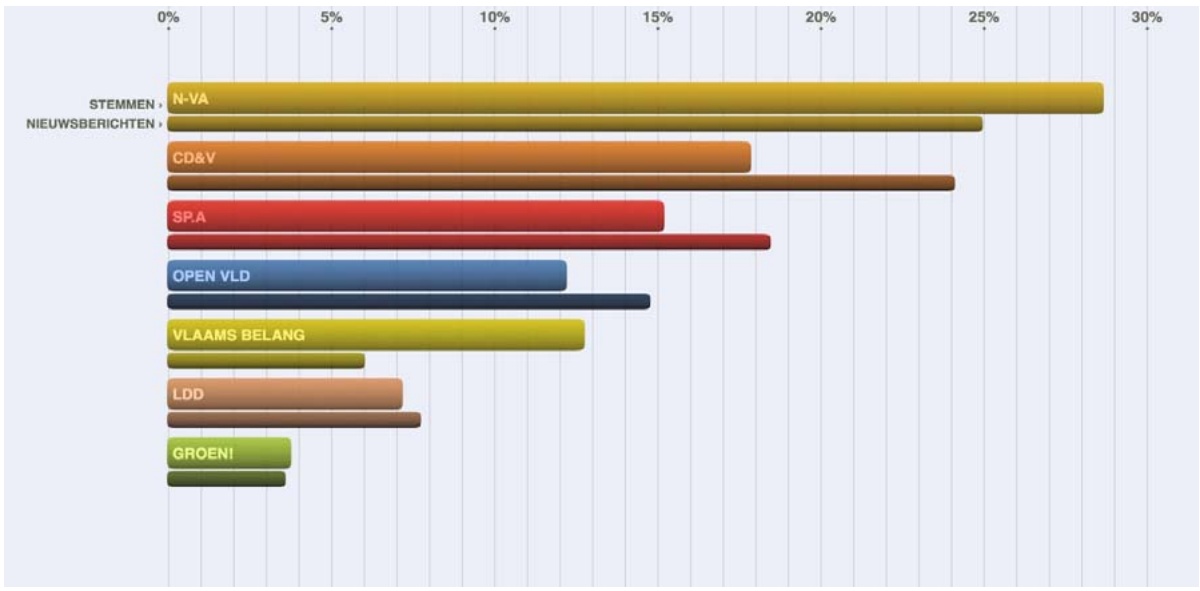 0% 5% 10% 15% 20% 25% 30%
STEMMEN › N-VA
NIEUWSBERICHTEN ›
CD&V
SP.A
OPEN VLD
VLAAMS BELANG
LDD
GROEN!